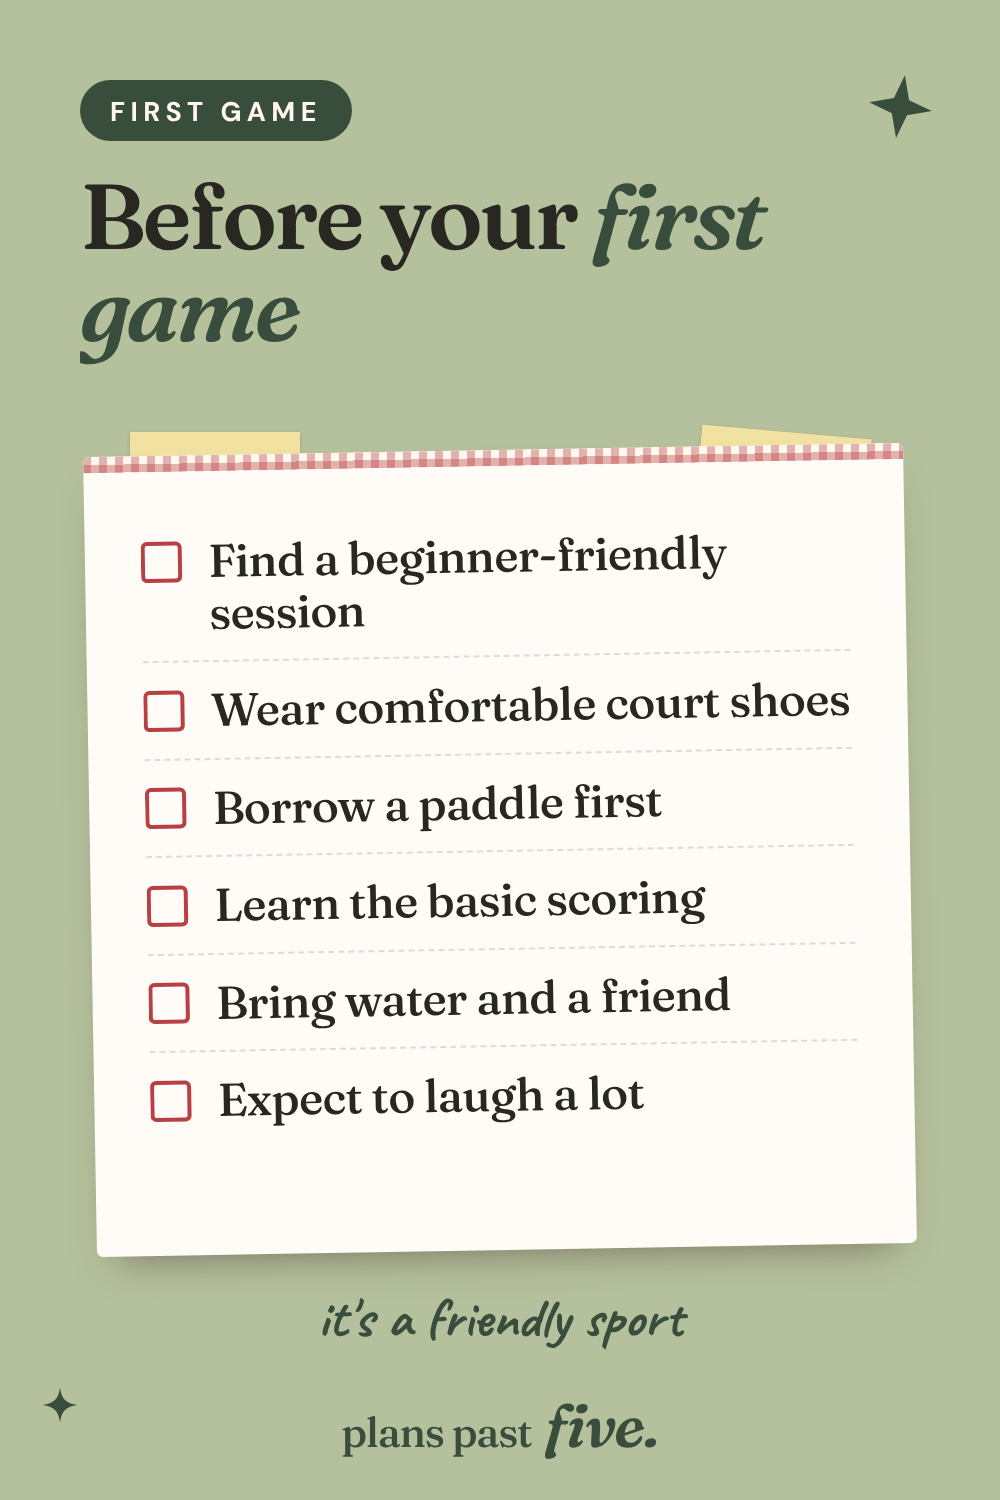 FIRST GAME
Before your first
game
Find a beginner-friendly
session
Wear comfortable court shoes
Borrow a paddle first
Learn the basic scoring
Bring water and a friend
Expect to laugh a lot
it's a friendly sport
plans past five.